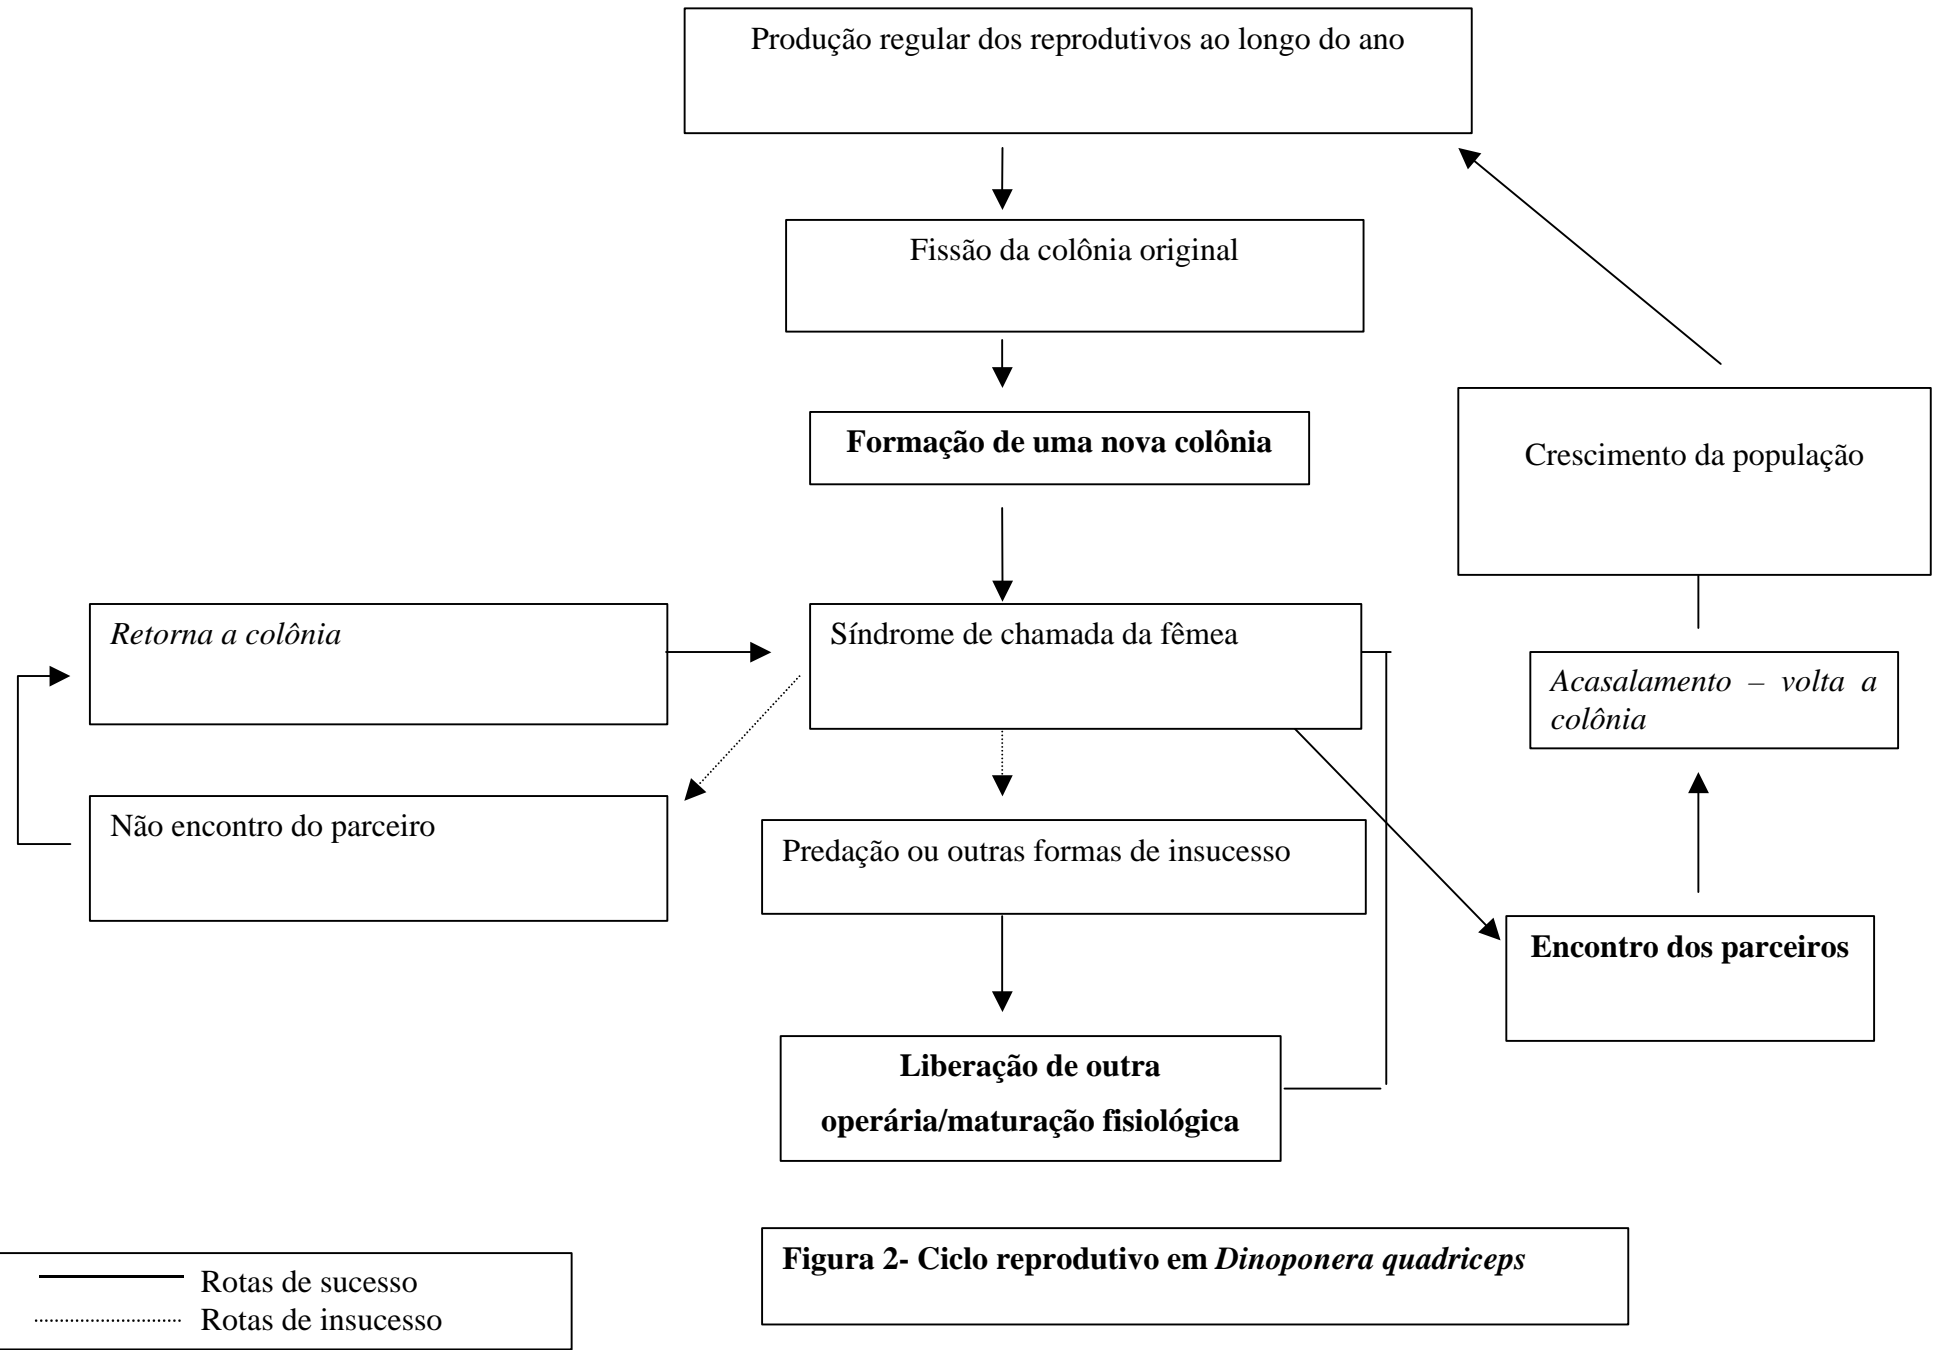 Produção regular dos reprodutivos ao longo do ano
Fissão da colônia original
Formação de uma nova colônia
Crescimento da população
Retorna a colônia
Síndrome de chamada da fêmea
Acasalamento – volta a
colônia
Não encontro do parceiro
Predação ou outras formas de insucesso
Encontro dos parceiros
Liberação de outra
operária/maturação fisiológica
Figura 2- Ciclo reprodutivo em Dinoponera quadriceps
Rotas de sucesso
Rotas de insucesso